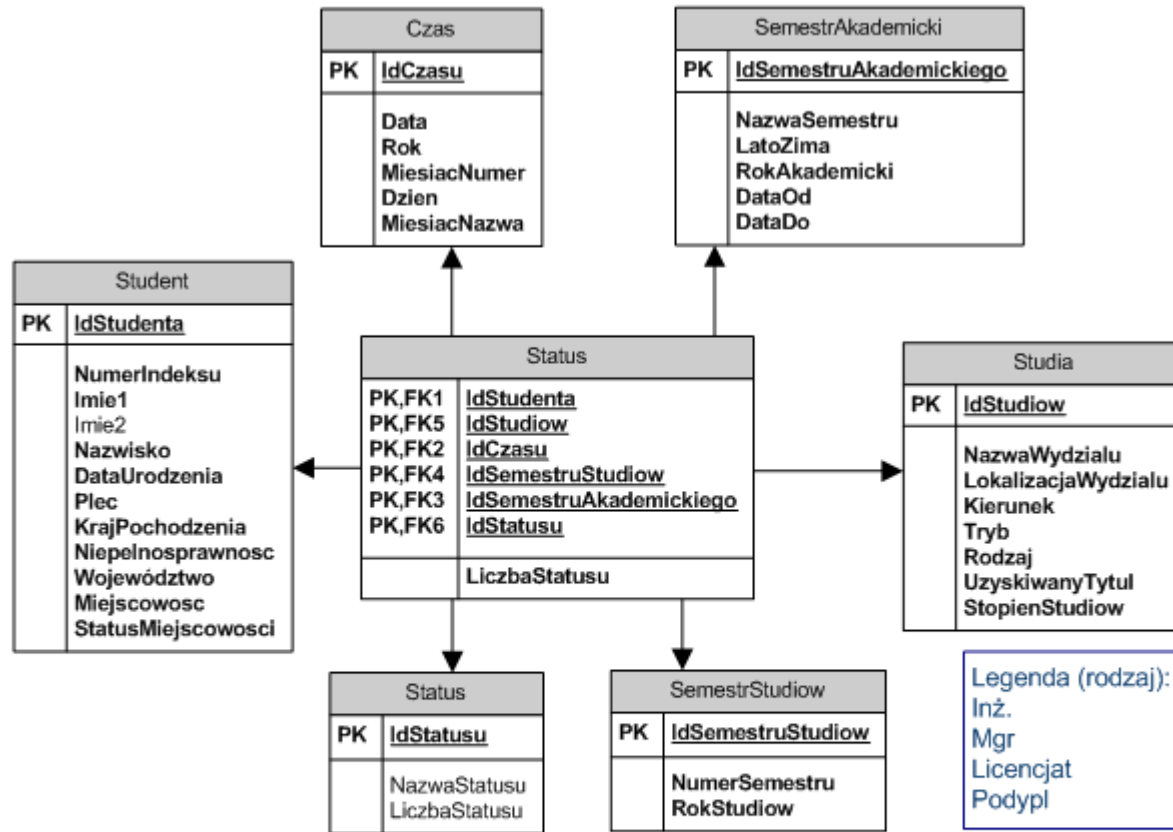 Czas
PK IdCzasu
Data
Rok
MiesiacNumer
Dzien
MiesiacNazwa
SemestrAkademicki
PK IdSemestruAkademickiego
NazwaSemestru
LatoZima
RokAkademicki
DataOd
DataDo
Student
PK IdStudenta
NumerIndeksu
Imie1
Imie2
Nazwisko
DataUrodzenia
Plec
KrajPochodzenia
Niepelnosprawnosc
Województwo
Miejscowosc
StatusMiejscowosci
Status
PK,FK1 IdStudenta
PK,FK5 IdStudiow
PK,FK2 IdCzasu
PK,FK4 IdSemestruStudiow
PK,FK3 IdSemestruAkademickiego
PK,FK6 IdStatusu
LiczbaStatusu
Studia
PK IdStudiow
NazwaWydzialu
LokalizacjaWydzialu
Kierunek
Tryb
Rodzaj
UzyskiwanyTytul
StopienStudiow
Status
PK IdStatusu
NazwaStatusu
LiczbaStatusu
SemestrStudiow
PK IdSemestruStudiow
NumerSemestru
RokStudiow
Legenda (rodzaj):
Inż.
Mgr
Licencjat
Podypl